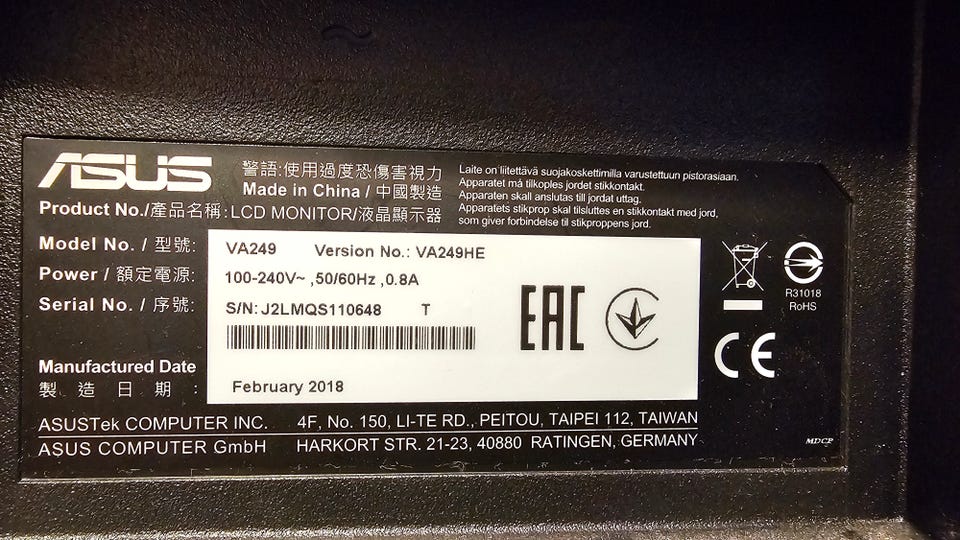 ASUS
警語:使用過度恐傷害視力
Made in China / 中國製造
Product No./產品名稱:LCD MONITOR/液晶顯示器
Laite on liitettävä suojakoskettimilla varustettuun pistorasiaan.
Apparatet må tilkoples jordet stikkontakt.
Apparaten skall anslutas till jordat uttag.
Apparatets stikprop skal tilsluttes en stikkontakt med jord,
som giver forbindelse til stikproppens jord.
Model No. / 型號: VA249 Version No.: VA249HE
Power / 額定電源: 100-240V~ ,50/60Hz ,0.8A
Serial No. / 序號: S/N: J2LMQS110648 T
EAC
R31018
RoHS
CE
Manufactured Date
製造日期: February 2018
ASUSTek COMPUTER INC. 4F, No. 150, LI-TE RD., PEITOU, TAIPEI 112, TAIWAN
ASUS COMPUTER GmbH HARKORT STR. 21-23, 40880 RATINGEN, GERMANY
MDCP